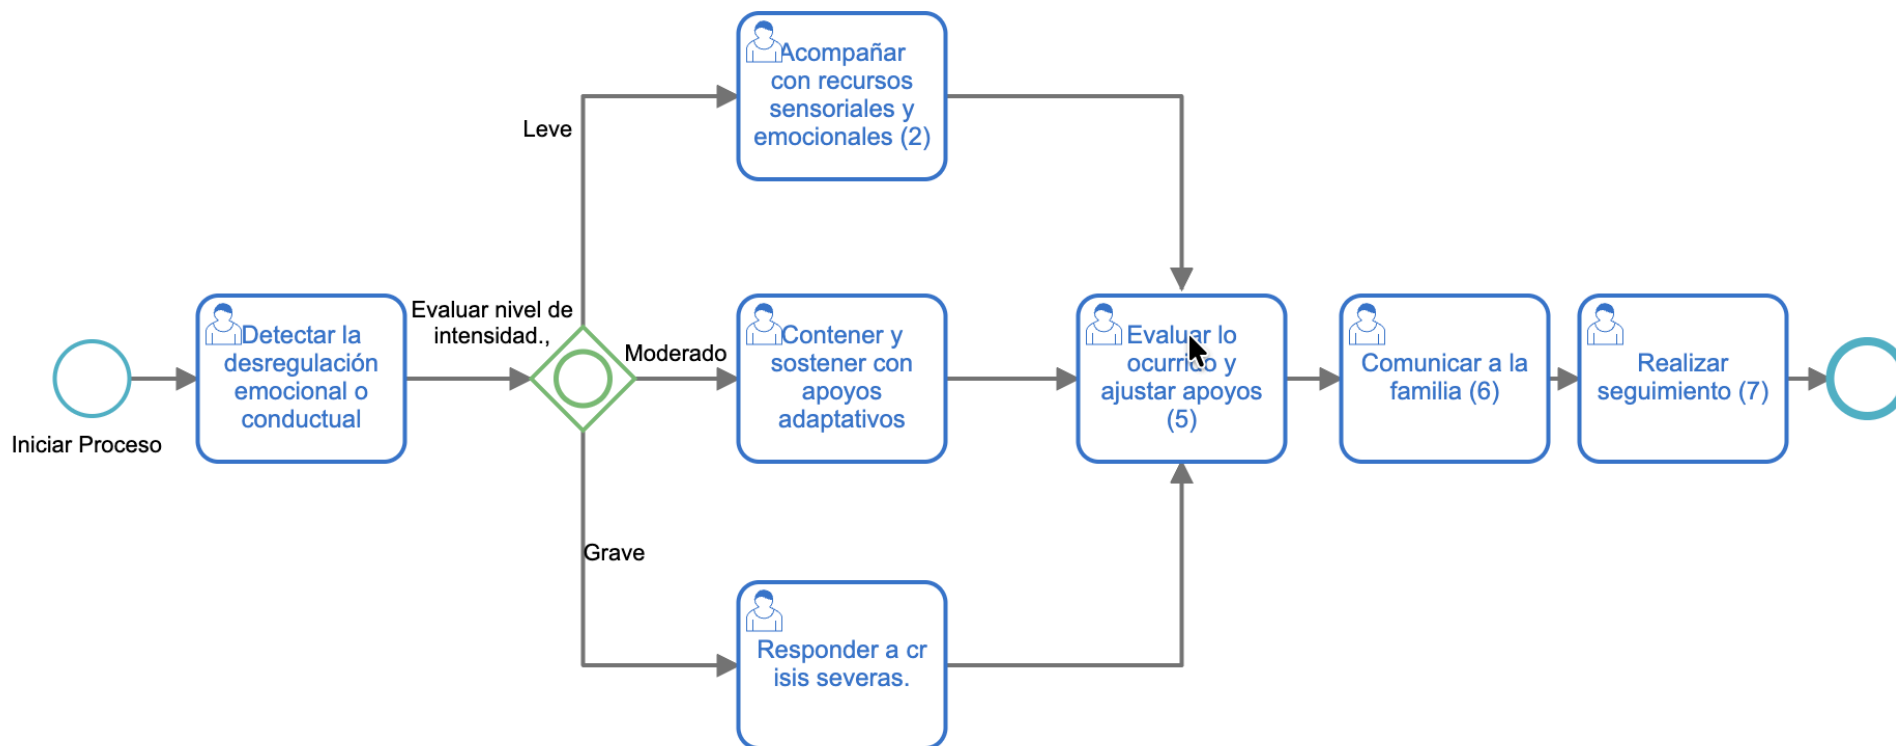 Acompañar
con recursos
sensoriales y
emocionales (2)
Leve
Evaluar nivel de
intensidad.,
Moderado
Detectar la
desregulación
emocional o
conductual
Iniciar Proceso
Contener y
sostener con
apoyos
adaptativos
Evaluar lo
ocurrido y
ajustar apoyos
(5)
Comunicar a la
familia (6)
Realizar
seguimiento (7)
Grave
Responder a cr
isis severas.